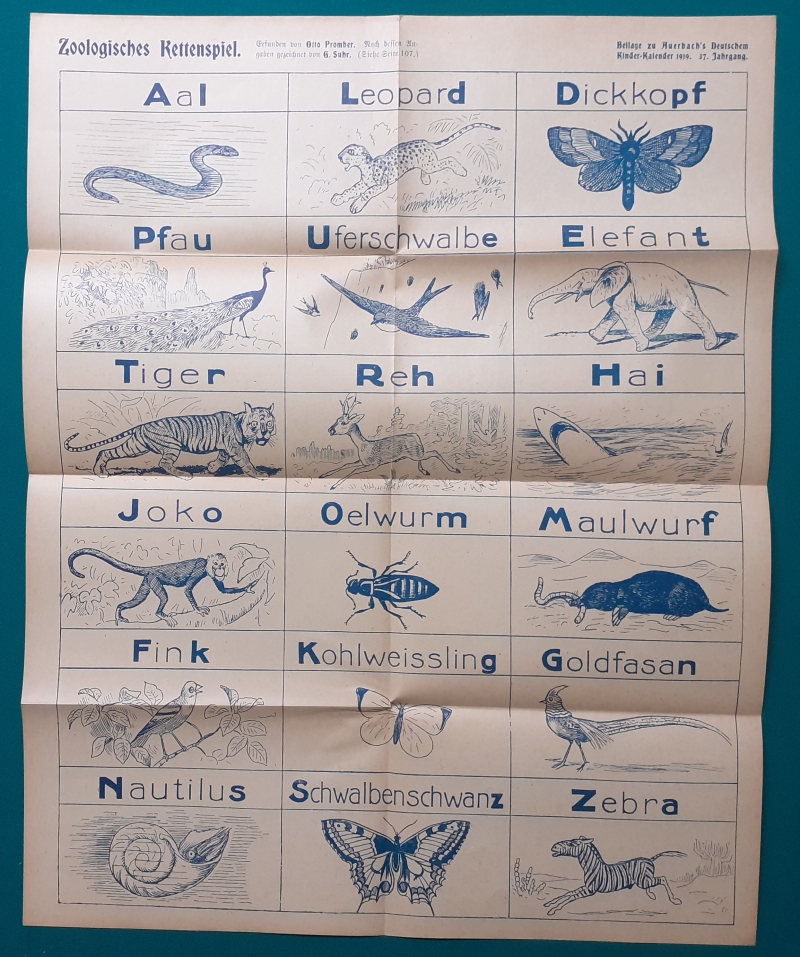 Zoologisches Kettenspiel.
Erfunden von Otto Promber. Nach dessen An-
gaben gezeichnet von G. Suhr. (Siehe Seite 107.)
Beilage zu Auerbach's Deutschem
Kinder-Kalender 1919. 37. Jahrgang.
Aal Leopard Dickkopf
Pfau Uferschwalbe Elefant
Tiger Reh Hai
Joko Oelwurm Maulwurf
Fink Kohlweissling Goldfasan
Nautilus Schwalbenschwanz Zebra